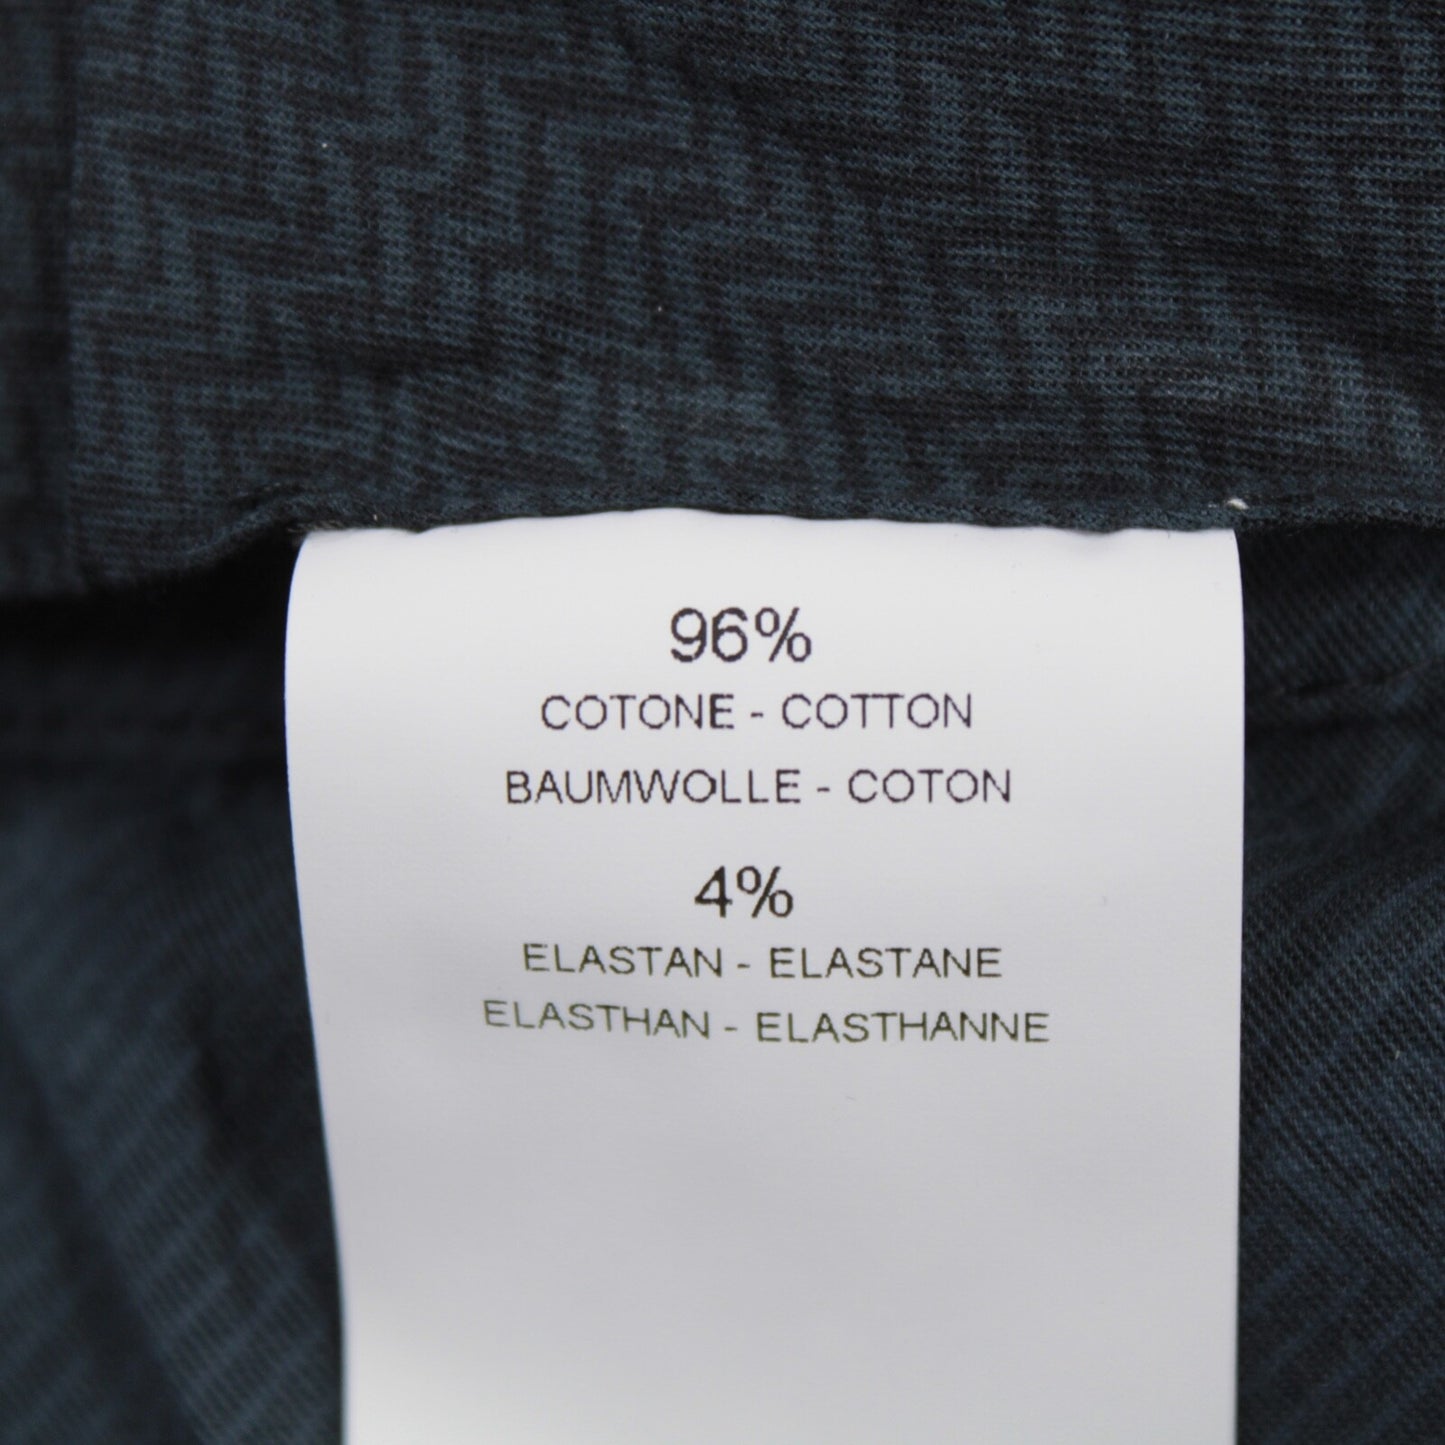 96%
COTONE - COTTON
BAUMWOLLE - COTON
4%
ELASTAN - ELASTANE
ELASTHAN - ELASTHANNE